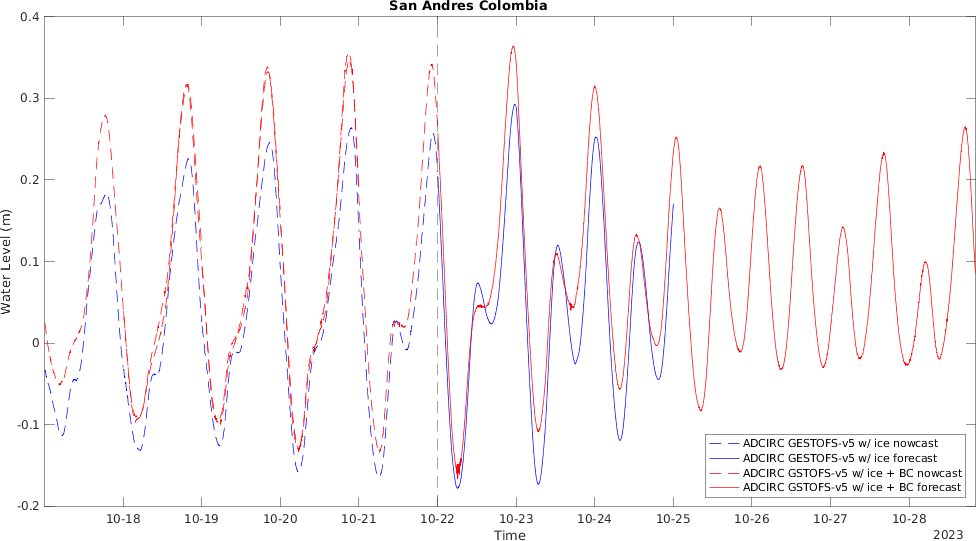 San Andres Colombia
0.4
0.3
0.2
0.1
0
-0.1
-0.2
Water Level (m)
10-18 10-19 10-20 10-21 10-22 10-23 10-24 10-25 10-26 10-27 10-28
Time
2023
ADCIRC GESTOFS-v5 w/ ice nowcast
ADCIRC GESTOFS-v5 w/ ice forecast
ADCIRC GSTOFS-v5 w/ ice + BC nowcast
ADCIRC GSTOFS-v5 w/ ice + BC forecast